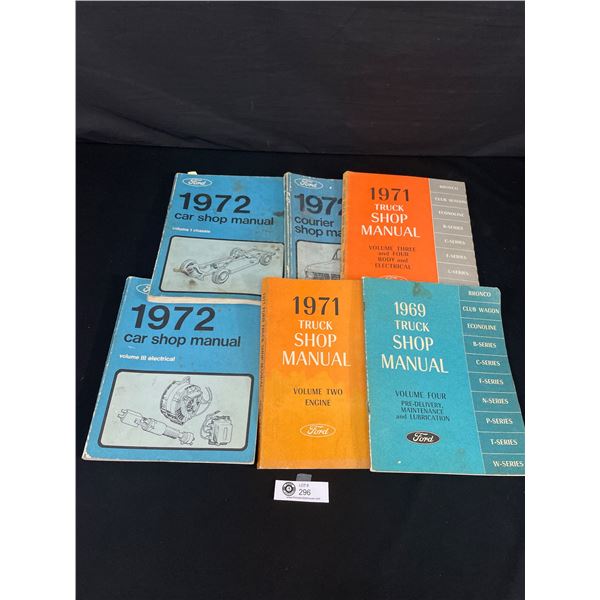 Ford
1972
car shop manual
volume 1 chassis
1972
courier
shop
1971
TRUCK
SHOP
MANUAL
VOLUME THREE
and FOUR
BODY and
ELECTRICAL
BRONCO
CLUB WAGON
ECONOLINE
B-SERIES
C-SERIES
F-SERIES
Ford
1972
car shop manual
volume III electrical
1971
TRUCK
SHOP
MANUAL
VOLUME TWO
ENGINE
Ford
1969
TRUCK
SHOP
MANUAL
VOLUME FOUR
PRE-DELIVERY,
MAINTENANCE
and LUBRICATION
Ford
BRONCO
CLUB WAGON
ECONOLINE
B-SERIES
C-SERIES
F-SERIES
N-SERIES
P-SERIES
T-SERIES
W-SERIES
LOT #
296